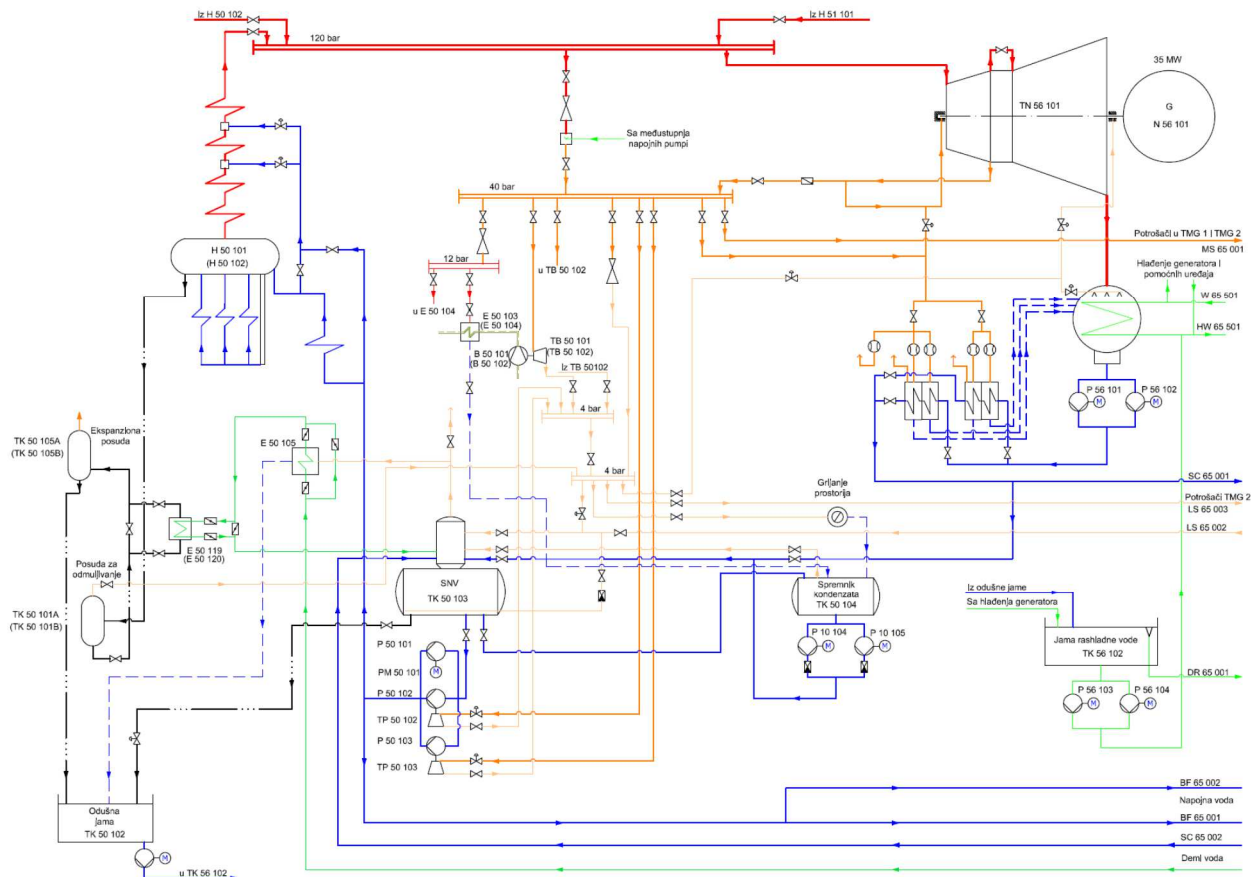 Iz H 50 102
Iz H 51 101
120 bar
35 MW
TN 56 101
G
N 56 101
Sa međustupnja
napojnih pumpi
40 bar
H 50 101
(H 50 102)
12 bar
u TB 50 102
u E 50 104
E 50 103
(E 50 104)
TB 50 101
(TB 50 102)
B 50 101
(B 50 102)
Iz TB 50102
4 bar
4 bar
Potrošači u TMG 1 I TMG 2
MS 65 001
Hlađenje generatora I
pomoćnih uređaja
W 65 501
HW 65 501
P 56 101
P 56 102
M
M
TK 50 105A
(TK 50 105B)
Ekspanzlona
posuda
E 50 105
E 50 119
(E 50 120)
Posuda za
odmuljivanje
TK 50 101A
(TK 50 101B)
SC 65 001
Potrošači TMG 2
LS 65 003
LS 65 002
Grljanje
prostorija
SNV
TK 50 103
Spremnik
kondenzata
TK 50 104
P 10 104
P 10 105
M
M
P 50 101
PM 50 101
M
P 50 102
TP 50 102
P 50 103
TP 50 103
Iz odušne jame
Sa hlađenja generatora
Jama rashladne vode
TK 56 102
DR 65 001
P 56 103
P 56 104
M
M
Odušna
jama
TK 50 102
M
u TK 56 102
BF 65 002
Napojna voda
BF 65 001
SC 65 002
Deml voda